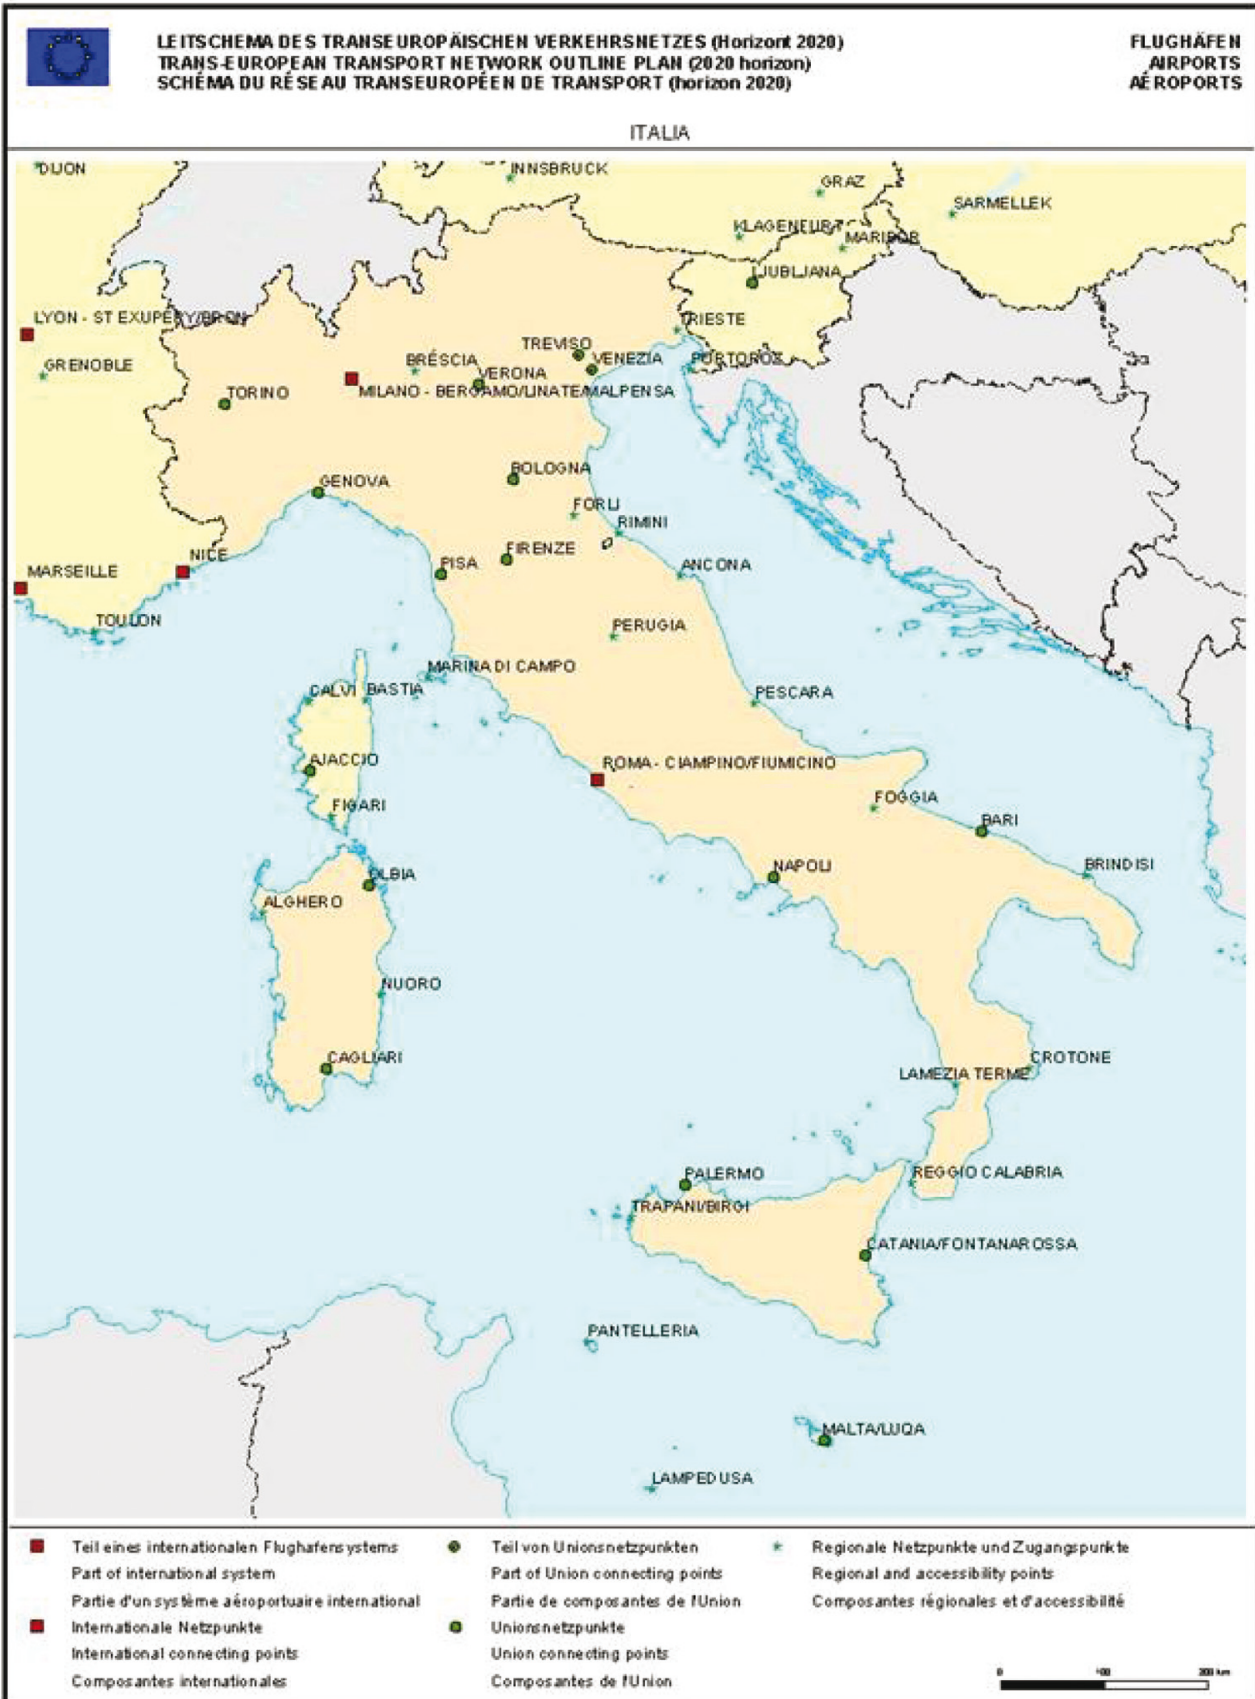 LEITSCHEMA DES TRANSEUROPÄISCHEN VERKEHRSNETZES (Horizont 2020)
TRANS-EUROPEAN TRANSPORT NETWORK OUTLINE PLAN (2020 horizon)
SCHÉMA DU RÉSEAU TRANSEUROPÉEN DE TRANSPORT (horizon 2020)
FLUGHÄFEN
AIRPORTS
AÉROPORTS
ITALIA
DIJON
INNSBRUCK
GRAZ
SARMELLEK
KLAGENFURT
MARIBOR
LJUBLJANA
LYON - ST EXUPÉRY/BRON
TRIESTE
TREVISO
VENEZIA
PORTOROZ
GRENOBLE
BRÉSCIA
VERONA
TORINO
MILANO - BERGAMO/LINATE/MALPENSA
BOLOGNA
GENOVA
FORLI
RIMINI
FIRENZE
NICE
PISA
ANCONA
MARSEILLE
TOULON
PERUGIA
MARINA DI CAMPO
CALVI
BASTIA
PESCARA
AJACCIO
ROMA - CIAMPINO/FIUMICINO
FIGARI
FOGGIA
BARI
NAPOLI
BRINDISI
OLBIA
ALGHERO
NUORO
CAGLIARI
CROTONE
LAMEZIA TERME
PALERMO
REGGIO CALABRIA
TRAPANI/BIRGI
CATANIA/FONTANAROSSA
PANTELLERIA
MALTA/LUQA
LAMPEDUSA
Teil eines internationalen Flughafensystems
Part of international system
Partie d'un système aéroportuaire international
Internationale Netzpunkte
International connecting points
Composantes internationales
Teil von Unionsnetzpunkten
Part of Union connecting points
Partie de composantes de l'Union
Unionsnetzpunkte
Union connecting points
Composantes de l'Union
Regionale Netzpunkte und Zugangspunkte
Regional and accessibility points
Composantes régionales et d'accessibilité
0 100 200 km